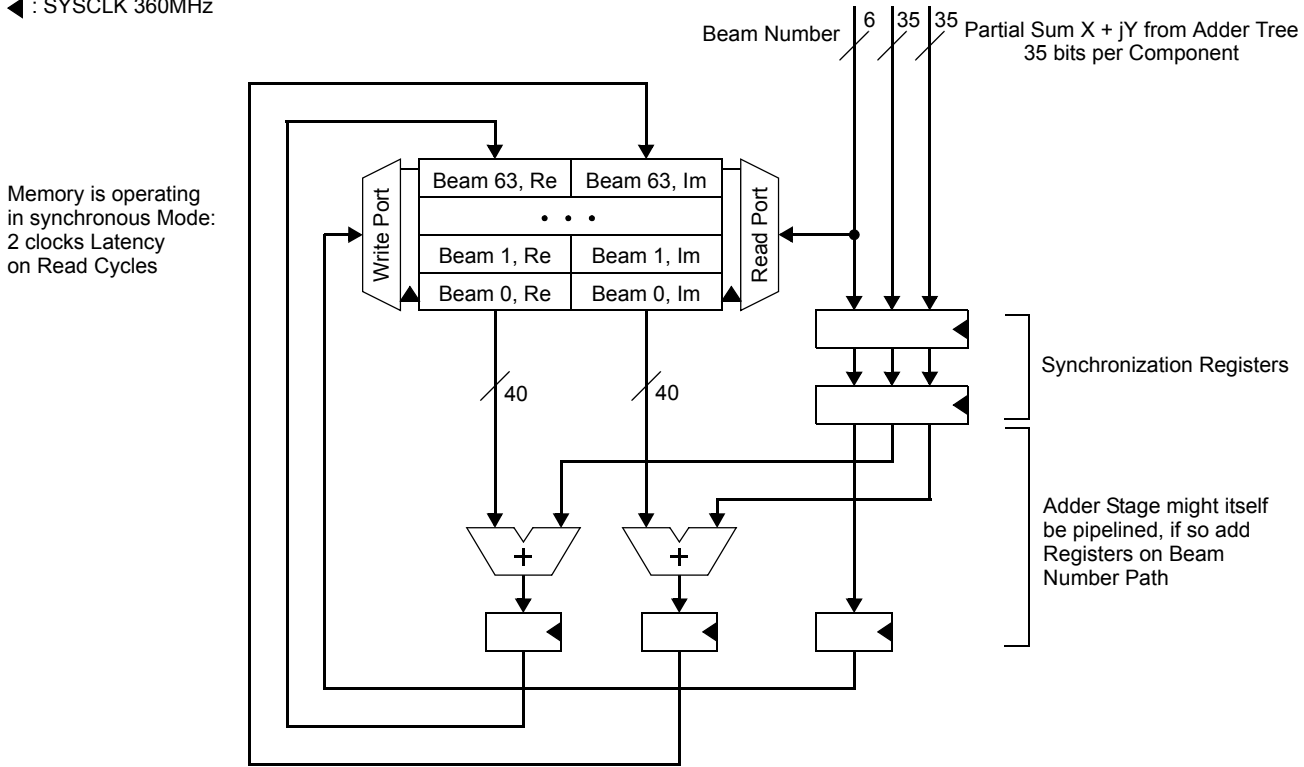 ◀ : SYSCLK 360MHz
Beam Number
6
35
35
Partial Sum X + jY from Adder Tree
35 bits per Component
Memory is operating
in synchronous Mode:
2 clocks Latency
on Read Cycles
Write Port
Beam 63, Re
Beam 63, Im
Read Port
• • •
Beam 1, Re
Beam 1, Im
Beam 0, Re
Beam 0, Im
Synchronization Registers
40
40
Adder Stage might itself
be pipelined, if so add
Registers on Beam
Number Path
+
+